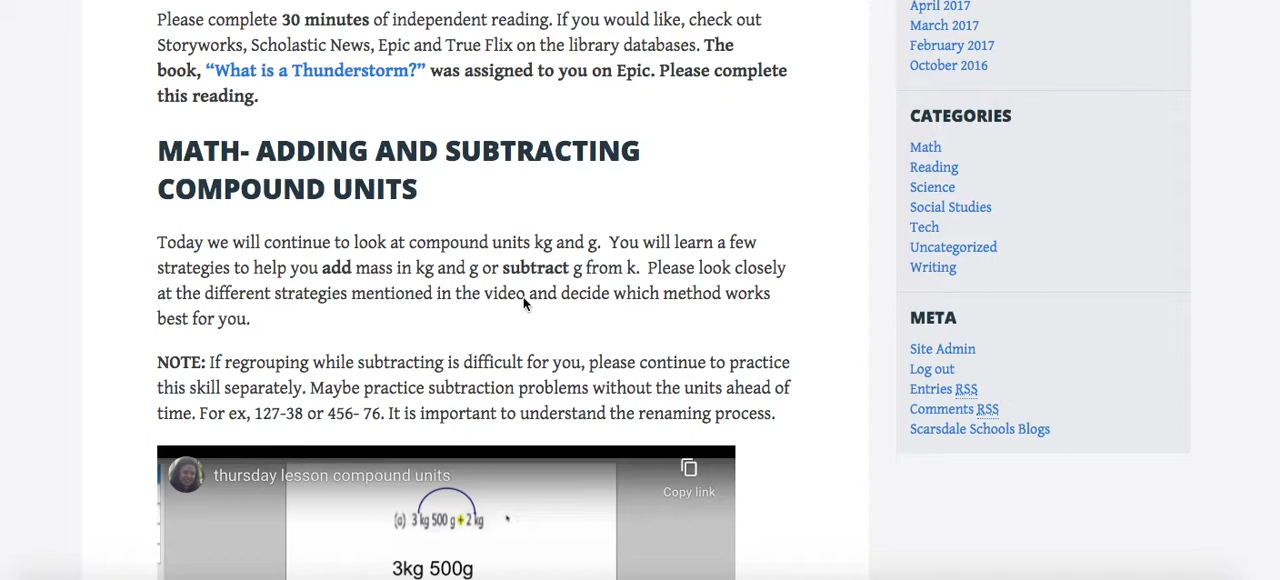 Please complete 30 minutes of independent reading. If you would like, check out
Storyworks, Scholastic News, Epic and True Flix on the library databases. The
book, “What is a Thunderstorm?” was assigned to you on Epic. Please complete
this reading.
MATH- ADDING AND SUBTRACTING
COMPOUND UNITS
Today we will continue to look at compound units kg and g.  You will learn a few
strategies to help you add mass in kg and g or subtract g from k.  Please look closely
at the different strategies mentioned in the video and decide which method works
best for you.
NOTE: If regrouping while subtracting is difficult for you, please continue to practice
this skill separately. Maybe practice subtraction problems without the units ahead of
time. For ex, 127-38 or 456- 76. It is important to understand the renaming process.
thursday lesson compound units
Copy link
(a) 3 kg 500 g + 2 kg
3kg 500g
April 2017
March 2017
February 2017
October 2016
CATEGORIES
Math
Reading
Science
Social Studies
Tech
Uncategorized
Writing
META
Site Admin
Log out
Entries RSS
Comments RSS
Scarsdale Schools Blogs